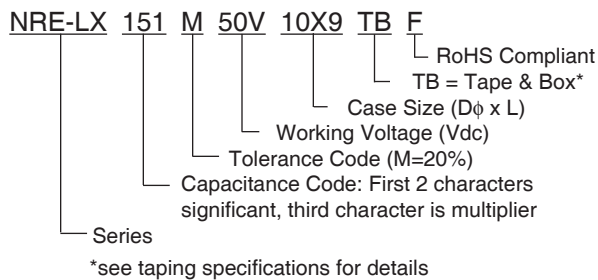 NRE-LX 151 M 50V 10X9 TB F
RoHS Compliant
TB = Tape & Box*
Case Size (Dϕ x L)
Working Voltage (Vdc)
Tolerance Code (M=20%)
Capacitance Code: First 2 characters
significant, third character is multiplier
Series
*see taping specifications for details